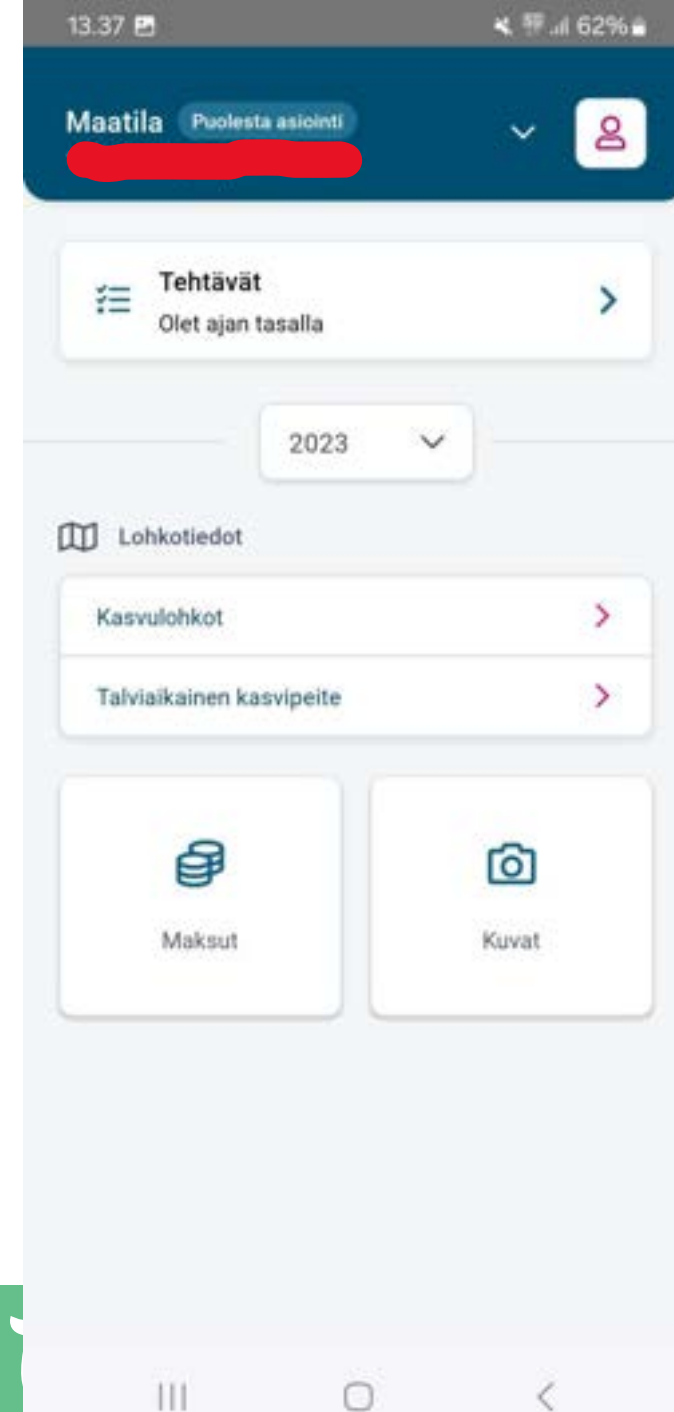 13.37
62%
Maatila Puolesta asiointi
Tehtävät
Olet ajan tasalla
2023
Lohkotiedot
Kasvulohkot
Talviaikainen kasvipeite
Maksut
Kuvat